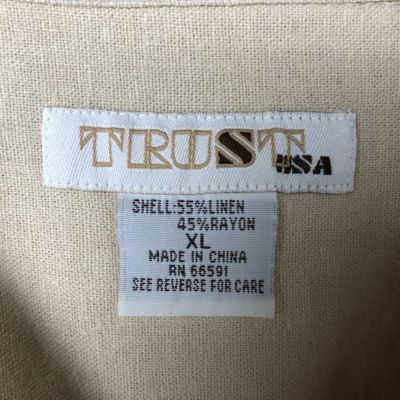 TRUST USA
SHELL:55%LINEN
45%RAYON
XL
MADE IN CHINA
RN 66591
SEE REVERSE FOR CARE